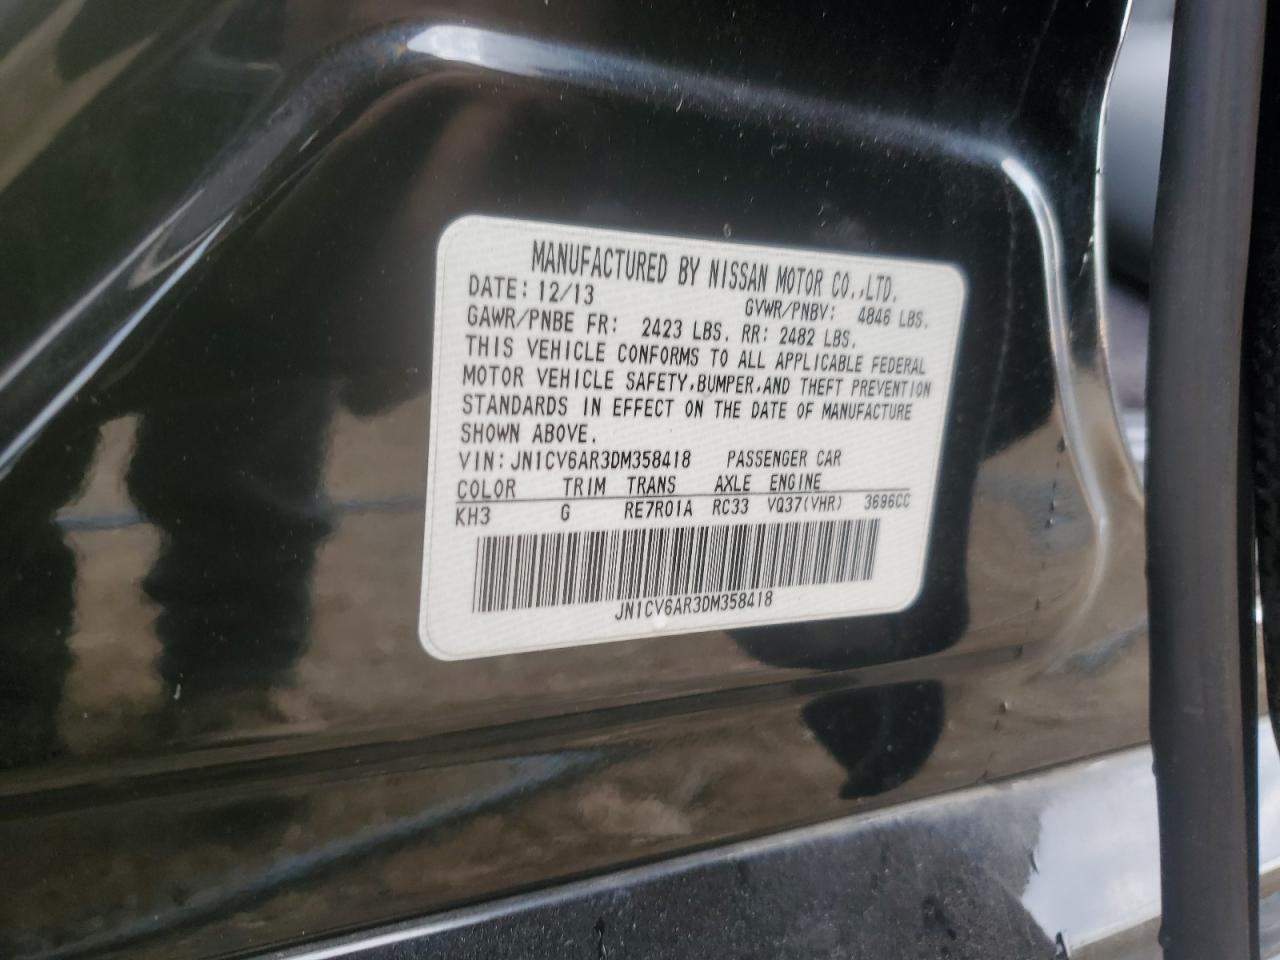 MANUFACTURED BY NISSAN MOTOR CO.,LTD.
DATE: 12/13 GVWR/PNBV: 4846 LBS.
GAWR/PNBE FR: 2423 LBS. RR: 2482 LBS.
THIS VEHICLE CONFORMS TO ALL APPLICABLE FEDERAL
MOTOR VEHICLE SAFETY,BUMPER,AND THEFT PREVENTION
STANDARDS IN EFFECT ON THE DATE OF MANUFACTURE
SHOWN ABOVE.
VIN: JN1CV6AR3DM358418 PASSENGER CAR
COLOR TRIM TRANS AXLE ENGINE
KH3 G RE7R01A RC33 VQ37(VHR) 3696CC
JN1CV6AR3DM358418